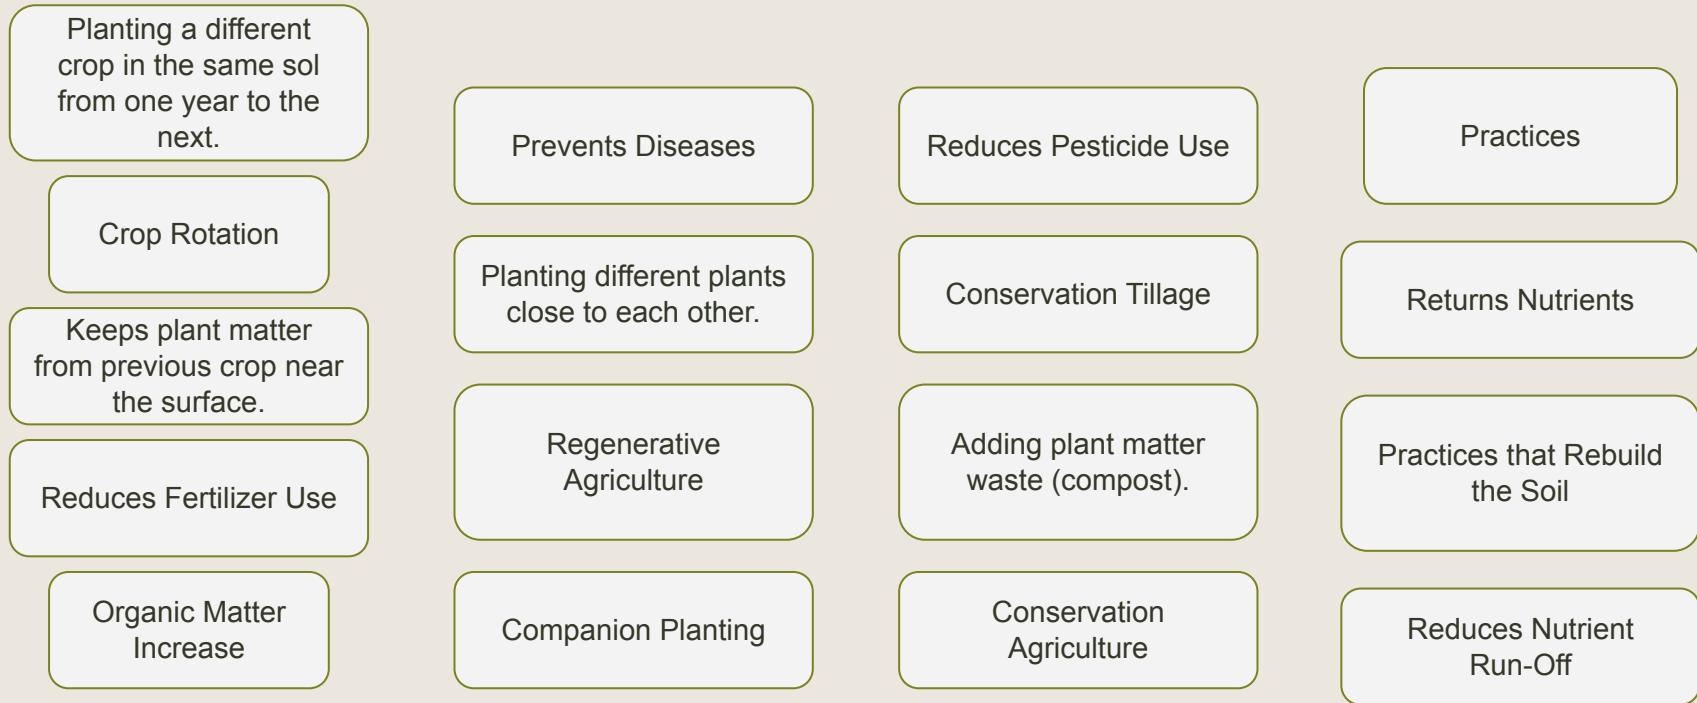 Planting a different
crop in the same sol
from one year to the
next.
Crop Rotation
Keeps plant matter
from previous crop near
the surface.
Reduces Fertilizer Use
Organic Matter
Increase
Prevents Diseases
Planting different plants
close to each other.
Regenerative
Agriculture
Companion Planting
Reduces Pesticide Use
Conservation Tillage
Adding plant matter
waste (compost).
Conservation
Agriculture
Practices
Returns Nutrients
Practices that Rebuild
the Soil
Reduces Nutrient
Run-Off